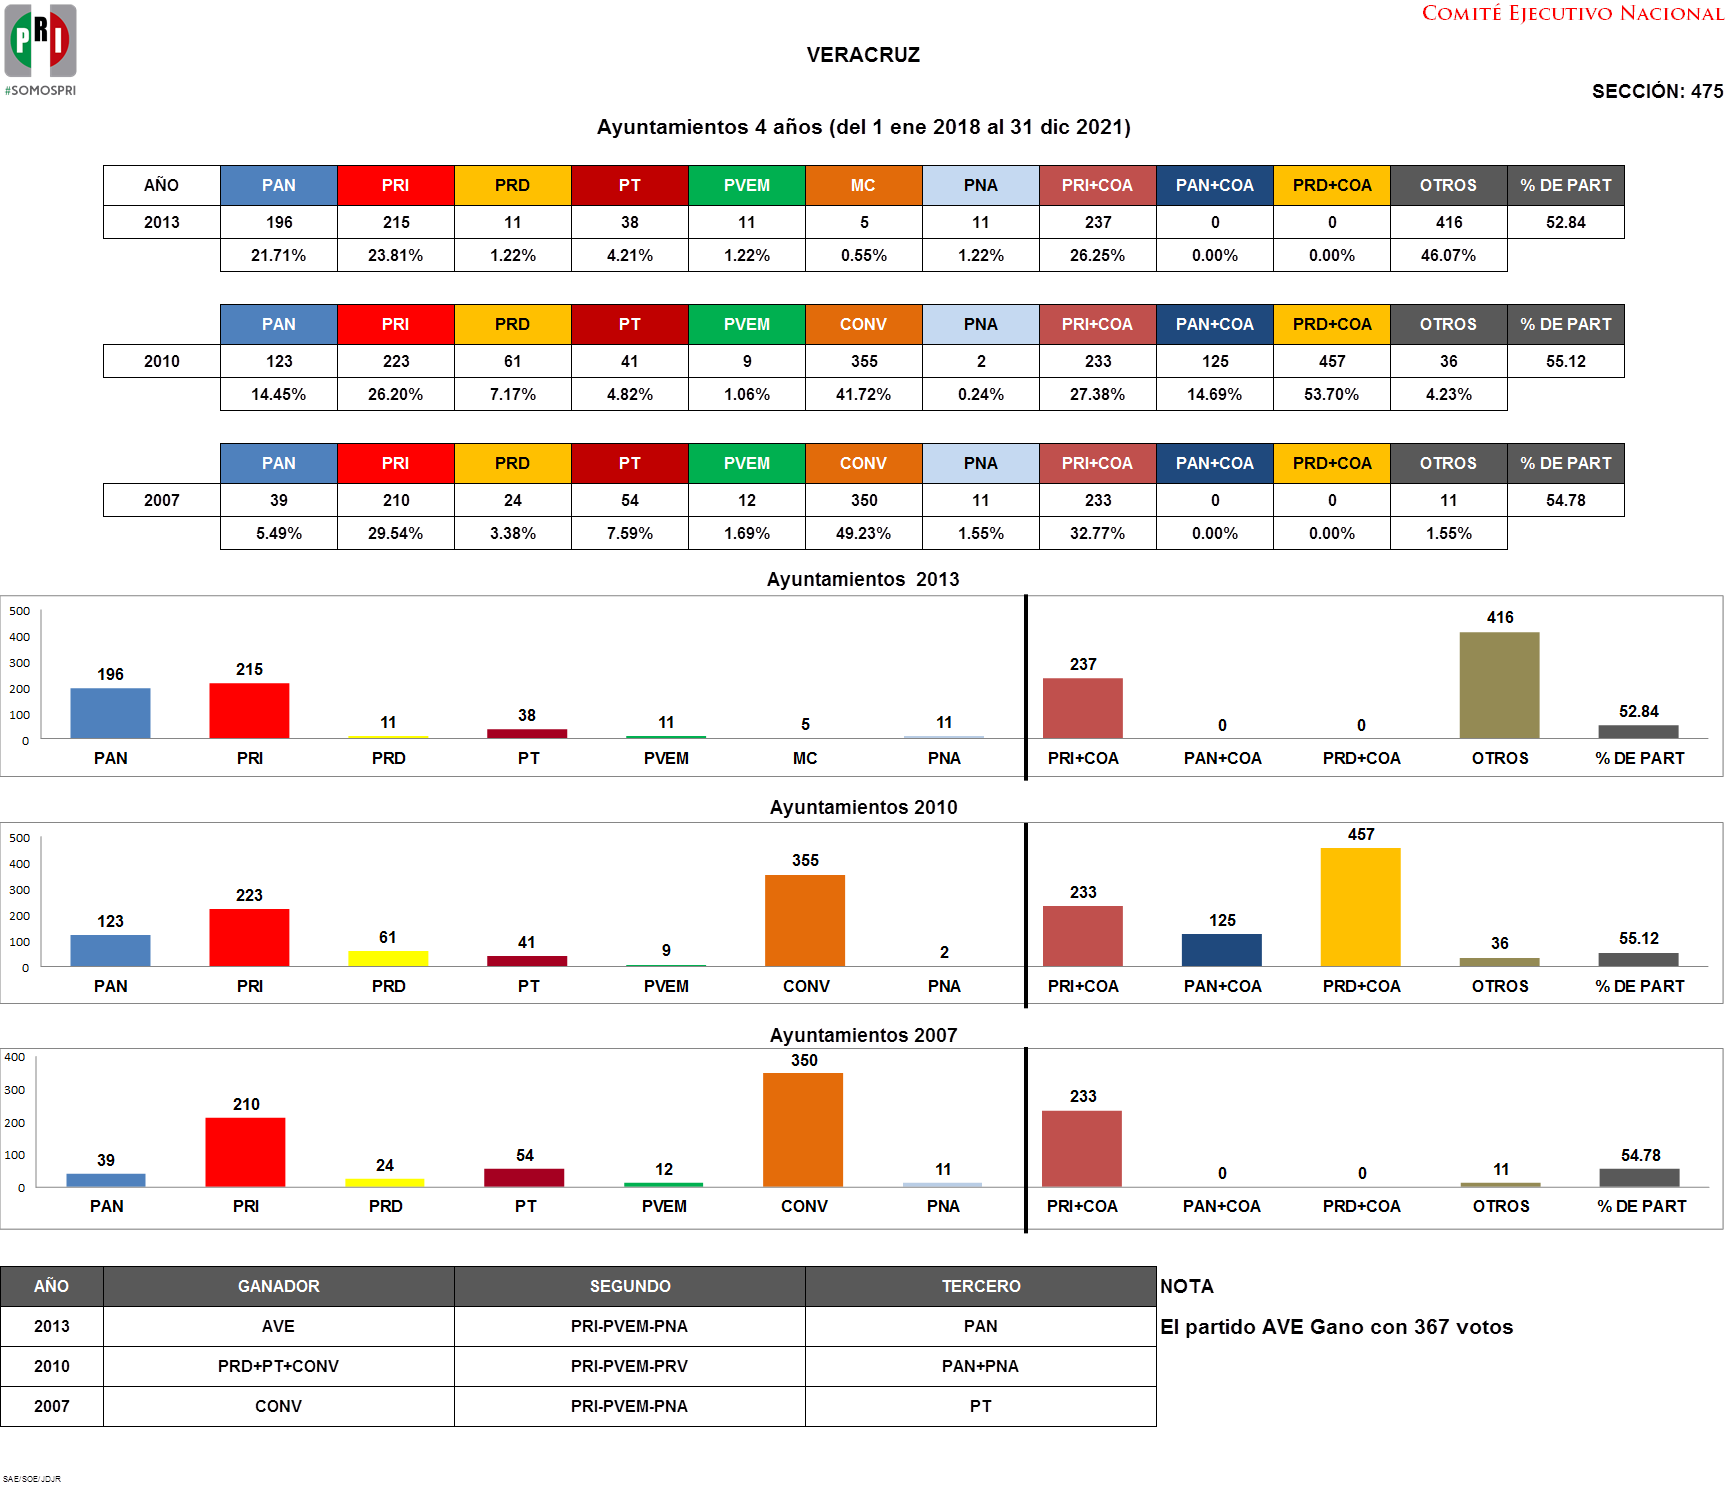 PRI
#SOMOSPRI
COMITÉ EJECUTIVO NACIONAL
VERACRUZ
SECCIÓN: 475
Ayuntamientos 4 años (del 1 ene 2018 al 31 dic 2021)
AÑO PAN PRI PRD PT PVEM MC PNA PRI+COA PAN+COA PRD+COA OTROS % DE PART
2013 196 215 11 38 11 5 11 237 0 0 416 52.84
21.71% 23.81% 1.22% 4.21% 1.22% 0.55% 1.22% 26.25% 0.00% 0.00% 46.07%
PAN PRI PRD PT PVEM CONV PNA PRI+COA PAN+COA PRD+COA OTROS % DE PART
2010 123 223 61 41 9 355 2 233 125 457 36 55.12
14.45% 26.20% 7.17% 4.82% 1.06% 41.72% 0.24% 27.38% 14.69% 53.70% 4.23%
PAN PRI PRD PT PVEM CONV PNA PRI+COA PAN+COA PRD+COA OTROS % DE PART
2007 39 210 24 54 12 350 11 233 0 0 11 54.78
5.49% 29.54% 3.38% 7.59% 1.69% 49.23% 1.55% 32.77% 0.00% 0.00% 1.55%
Ayuntamientos 2013
500
400
300
200
100
0
196 215 11 38 11 5 11 237 0 0 416 52.84
PAN PRI PRD PT PVEM MC PNA PRI+COA PAN+COA PRD+COA OTROS % DE PART
Ayuntamientos 2010
500
400
300
200
100
0
123 223 61 41 9 355 2 233 125 457 36 55.12
PAN PRI PRD PT PVEM CONV PNA PRI+COA PAN+COA PRD+COA OTROS % DE PART
Ayuntamientos 2007
400
300
200
100
0
39 210 24 54 12 350 11 233 0 0 11 54.78
PAN PRI PRD PT PVEM CONV PNA PRI+COA PAN+COA PRD+COA OTROS % DE PART
AÑO GANADOR SEGUNDO TERCERO NOTA
2013 AVE PRI-PVEM-PNA PAN El partido AVE Gano con 367 votos
2010 PRD+PT+CONV PRI-PVEM-PRV PAN+PNA
2007 CONV PRI-PVEM-PNA PT
SAE/SOE/JDJR